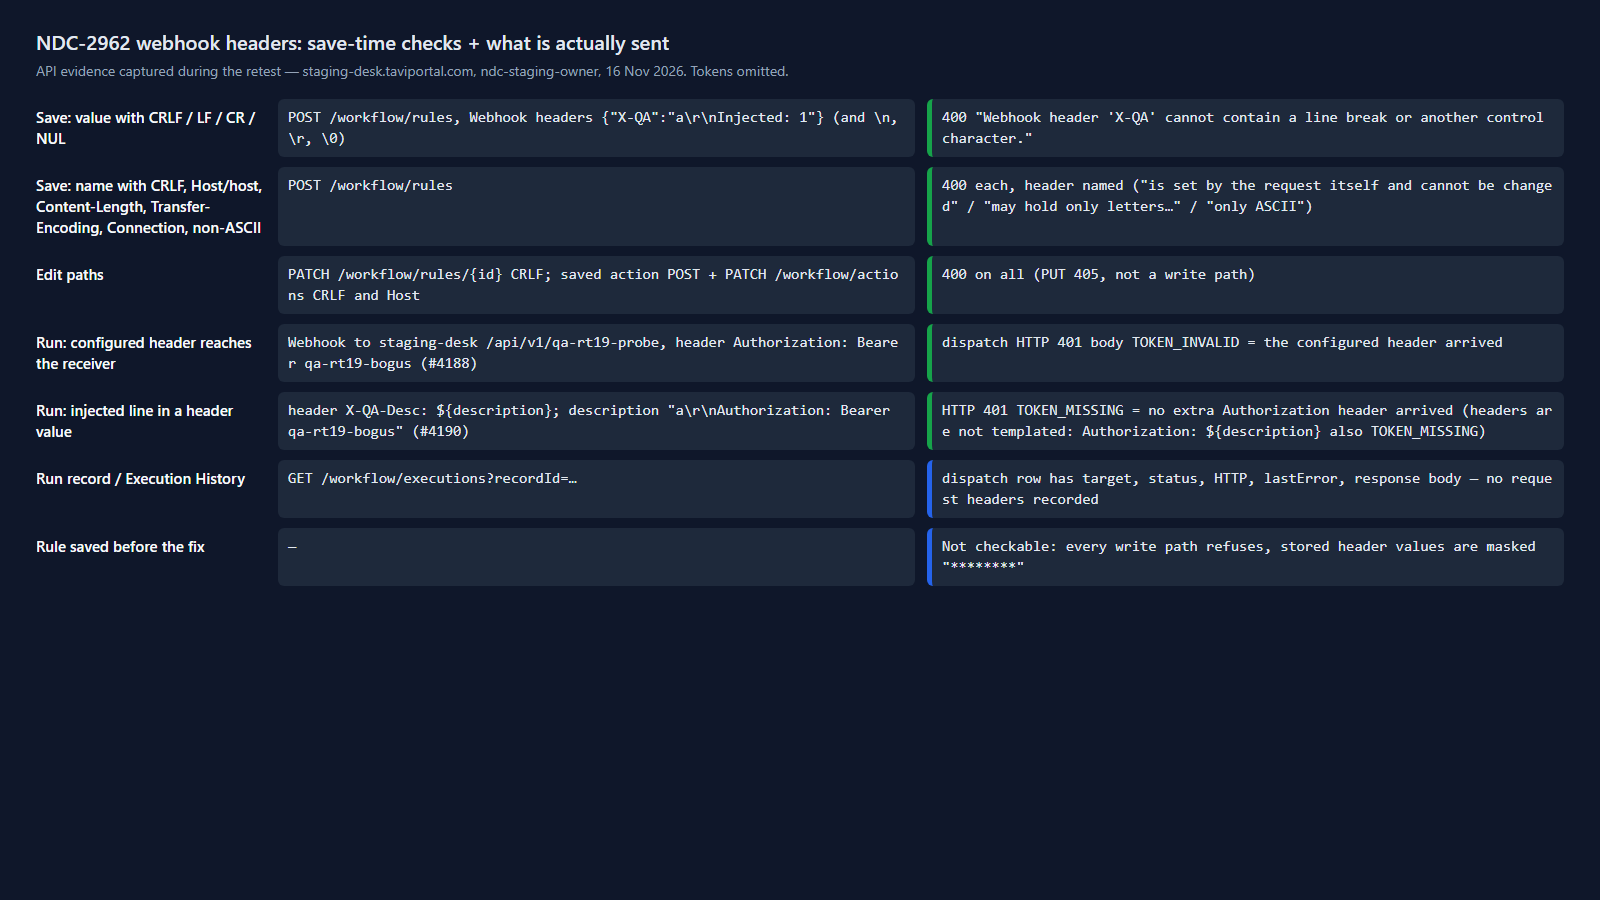 NDC-2962 webhook headers: save-time checks + what is actually sent
API evidence captured during the retest — staging-desk.taviportal.com, ndc-staging-owner, 16 Nov 2026. Tokens omitted.
Save: value with CRLF / LF / CR /
NUL
POST /workflow/rules, Webhook headers {"X-QA":"a\r\nInjected: 1"} (and \n,
\r, \0)
400 "Webhook header 'X-QA' cannot contain a line break or another control
character."
Save: name with CRLF, Host/host,
Content-Length, Transfer-
Encoding, Connection, non-ASCII
POST /workflow/rules
400 each, header named ("is set by the request itself and cannot be change
d" / "may hold only letters…" / "only ASCII")
Edit paths
PATCH /workflow/rules/{id} CRLF; saved action POST + PATCH /workflow/actio
ns CRLF and Host
400 on all (PUT 405, not a write path)
Run: configured header reaches
the receiver
Webhook to staging-desk /api/v1/qa-rt19-probe, header Authorization: Beare
r qa-rt19-bogus (#4188)
dispatch HTTP 401 body TOKEN_INVALID = the configured header arrived
Run: injected line in a header
value
header X-QA-Desc: ${description}; description "a\r\nAuthorization: Bearer
qa-rt19-bogus" (#4190)
HTTP 401 TOKEN_MISSING = no extra Authorization header arrived (headers ar
e not templated: Authorization: ${description} also TOKEN_MISSING)
Run record / Execution History
GET /workflow/executions?recordId=…
dispatch row has target, status, HTTP, lastError, response body — no reque
st headers recorded
Rule saved before the fix
—
Not checkable: every write path refuses, stored header values are masked
"********"